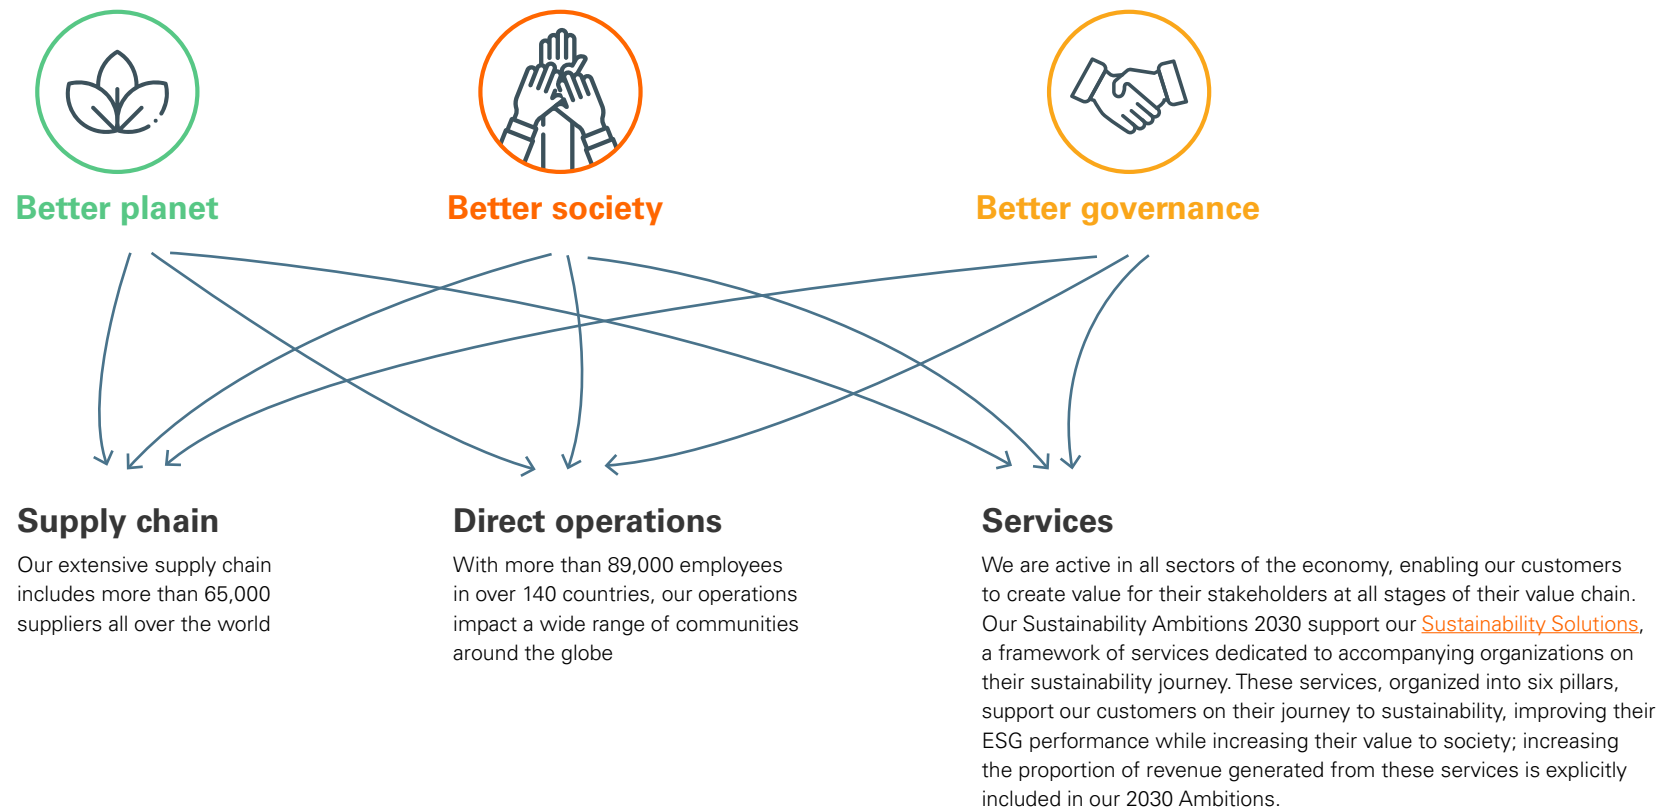 Better planet
Better society
Better governance
Supply chain
Our extensive supply chain
includes more than 65,000
suppliers all over the world
Direct operations
With more than 89,000 employees
in over 140 countries, our operations
impact a wide range of communities
around the globe
Services
We are active in all sectors of the economy, enabling our customers
to create value for their stakeholders at all stages of their value chain.
Our Sustainability Ambitions 2030 support our Sustainability Solutions,
a framework of services dedicated to accompanying organizations on
their sustainability journey. These services, organized into six pillars,
support our customers on their journey to sustainability, improving their
ESG performance while increasing their value to society; increasing
the proportion of revenue generated from these services is explicitly
included in our 2030 Ambitions.